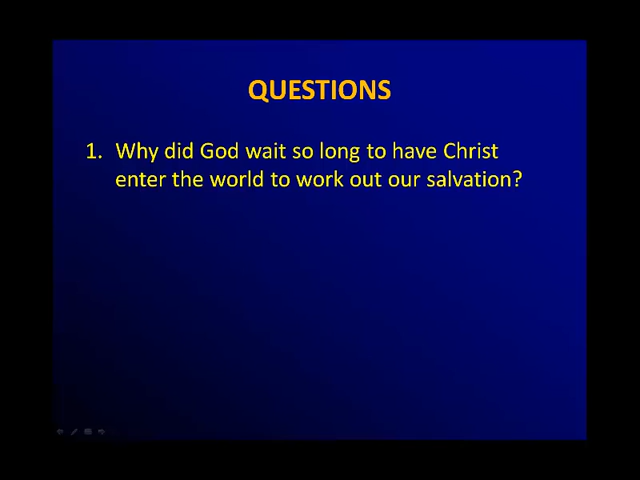 QUESTIONS
1. Why did God wait so long to have Christ
enter the world to work out our salvation?